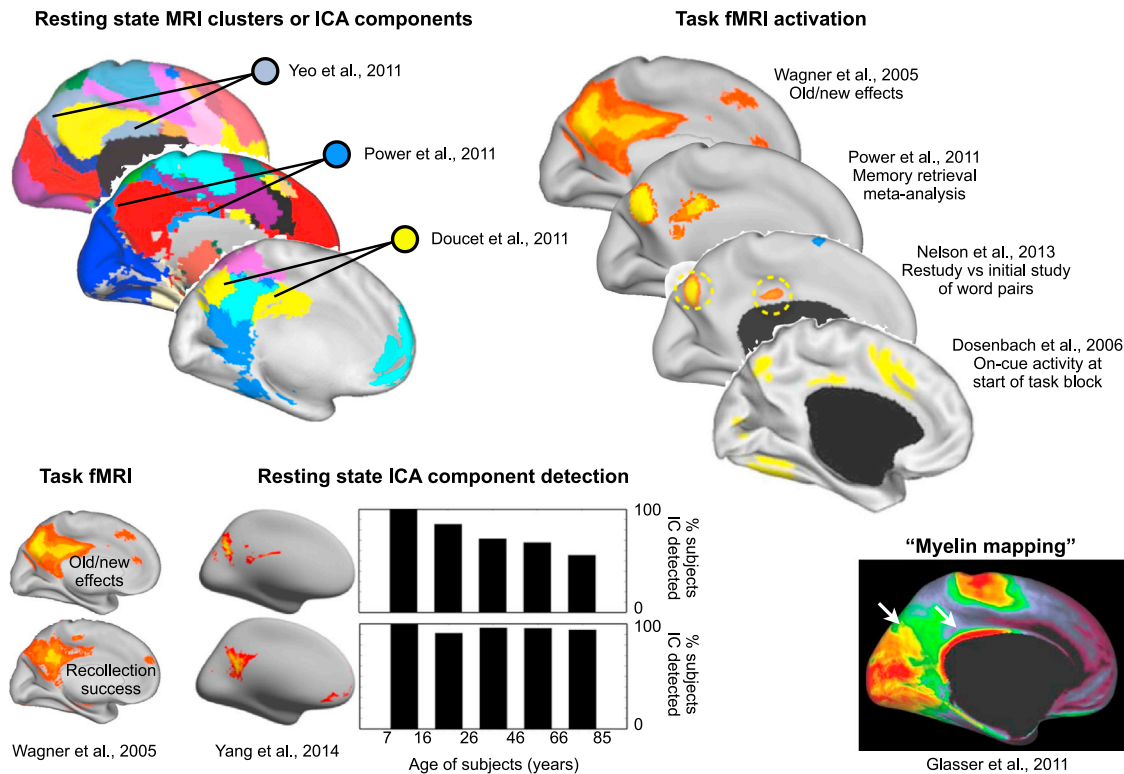 Resting state MRI clusters or ICA components
Yeo et al., 2011
Power et al., 2011
Doucet et al., 2011
Task fMRI activation
Wagner et al., 2005
Old/new effects
Power et al., 2011
Memory retrieval
meta-analysis
Nelson et al., 2013
Restudy vs initial study
of word pairs
Dosenbach et al., 2006
On-cue activity at
start of task block
Task fMRI
Old/new
effects
Recollection
success
Wagner et al., 2005
Resting state ICA component detection
Yang et al., 2014
100
0
% subjects
IC detected
100
0
% subjects
IC detected
7 16 26 46 66 85
Age of subjects (years)
“Myelin mapping”
Glasser et al., 2011